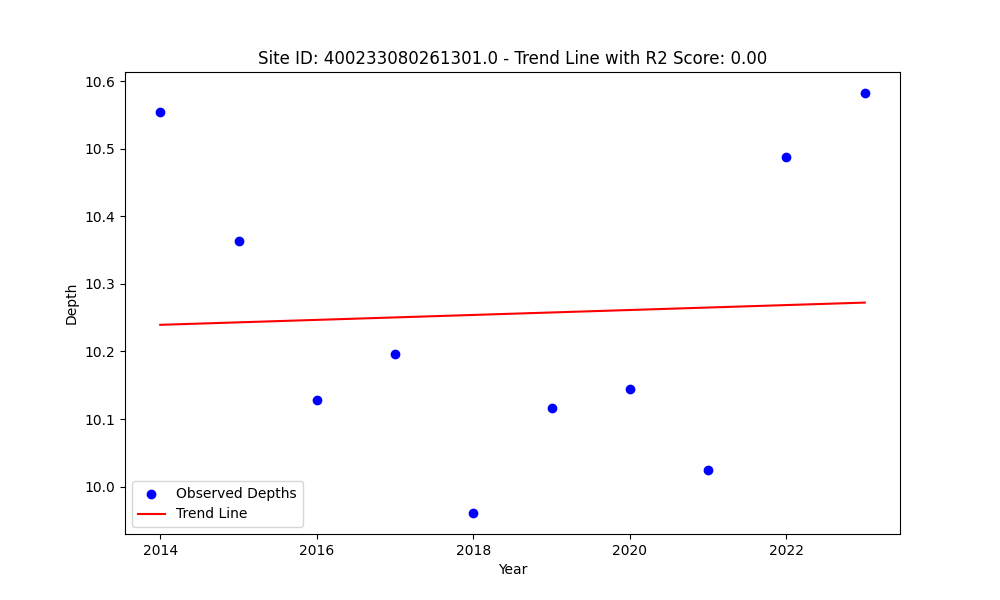 Site ID: 400233080261301.0 - Trend Line with R2 Score: 0.00
10.6
10.5
10.4
10.3
10.2
10.1
10.0
Depth
Observed Depths
Trend Line
2014 2016 2018 2020 2022
Year